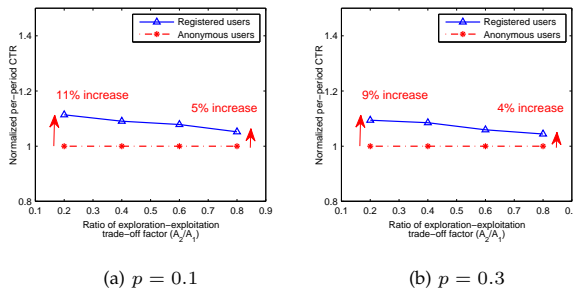 1.4
1.2
1
0.8
Normalized per-period CTR
Registered users
Anonymous users
11% increase
5% increase
0.1 0.2 0.3 0.4 0.5 0.6 0.7 0.8 0.9
Ratio of exploration-exploitation
trade-off factor (A2/A1)
(a) p = 0.1
1.4
1.2
1
0.8
Normalized per-period CTR
Registered users
Anonymous users
9% increase
4% increase
0.1 0.2 0.3 0.4 0.5 0.6 0.7 0.8 0.9
Ratio of exploration-exploitation
trade-off factor (A2/A1)
(b) p = 0.3